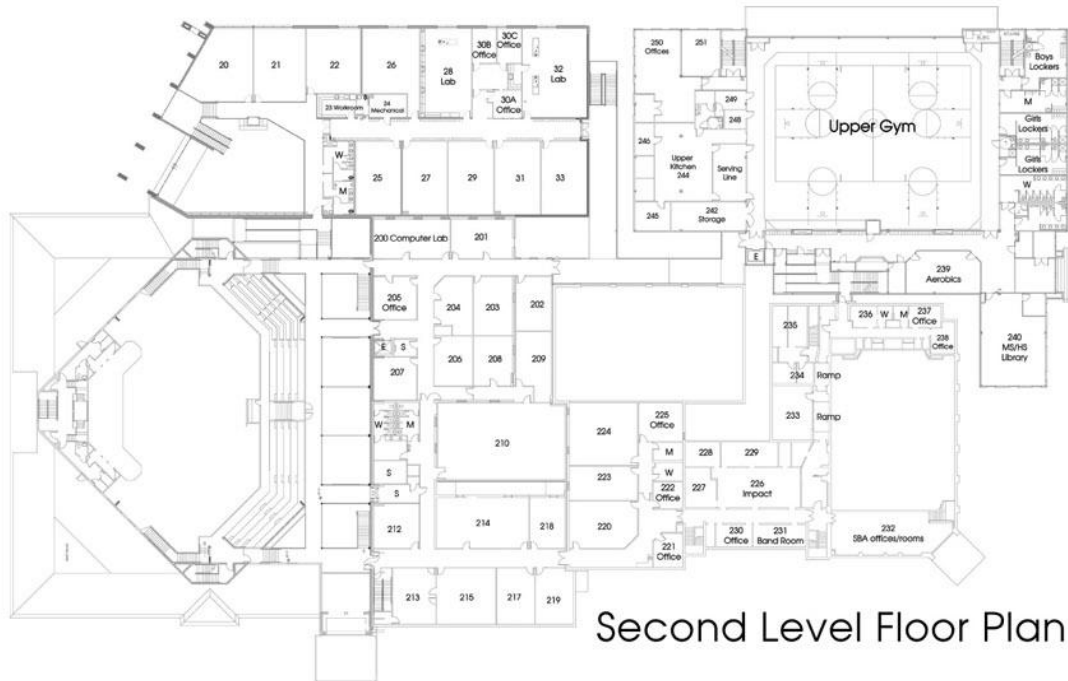 20
21
22
26
28
Lab
30B
Office
30C
Office
32
Lab
30A
Office
23 Workroom
24
Mechanical
W
M
25
27
29
31
33
250
Offices
251
249
248
246
Upper
Kitchen
244
Serving
Line
245
242
Storage
Upper Gym
Boys
Lockers
M
Girls
Lockers
Girls
Lockers
W
E
239
Aerobics
240
MS/HS
Library
200 Computer Lab
201
205
Office
204
203
202
E
S
206
208
209
207
W
M
210
S
S
212
214
218
213
215
217
219
224
225
Office
M
223
W
222
Office
220
221
Office
235
234
Ramp
233
Ramp
236
W
M
237
Office
238
Office
228
229
227
226
Impact
230
Office
231
Band Room
232
SBA offices/rooms
Second Level Floor Plan